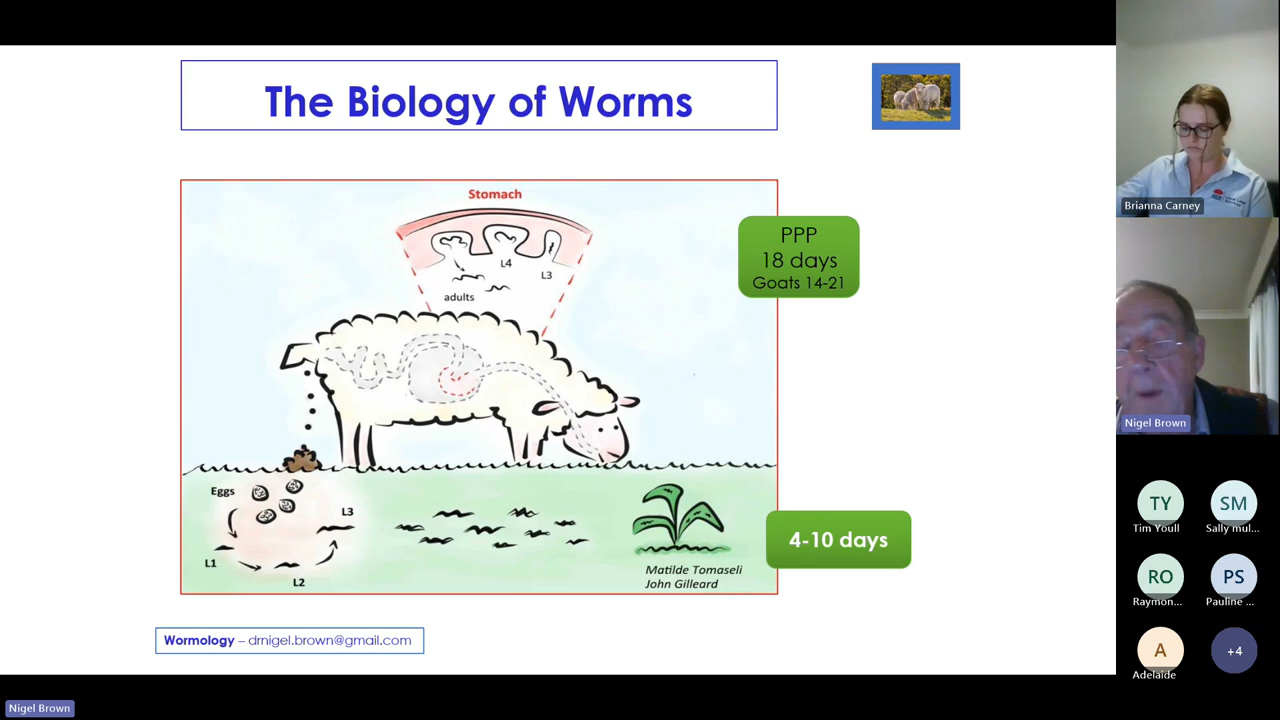 The Biology of Worms
Stomach
L4
L3
adults
PPP
18 days
Goats 14-21
Eggs
L3
L1
L2
4-10 days
Matilde Tomaseli
John Gilleard
Wormology – drnigel.brown@gmail.com
Brianna Carney
Nigel Brown
TY
SM
Tim Youll
Sally mul...
RO
PS
Raymon...
Pauline ...
A
+4
Adelaide
Nigel Brown